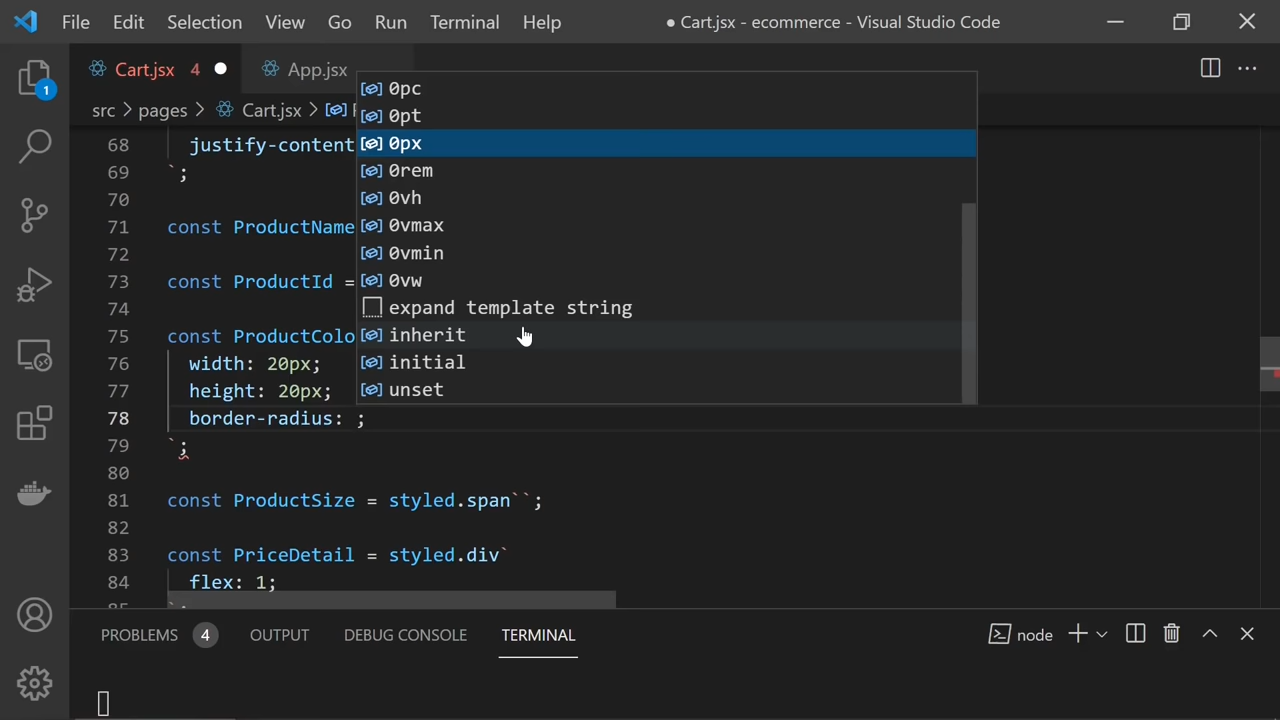 File Edit Selection View Go Run Terminal Help ● Cart.jsx - ecommerce - Visual Studio Code
1
Cart.jsx 4 ● App.jsx
src > pages > Cart.jsx >
0pc
0pt
0px
0rem
0vh
0vmax
0vmin
0vw
expand template string
inherit
initial
unset
68 justify-content
69 `;
70
71 const ProductName
72
73 const ProductId =
74
75 const ProductColo
76 width: 20px;
77 height: 20px;
78 border-radius: ;
79 `;
80
81 const ProductSize = styled.span``;
82
83 const PriceDetail = styled.div`
84 flex: 1;
85 `;
PROBLEMS 4 OUTPUT DEBUG CONSOLE TERMINAL node